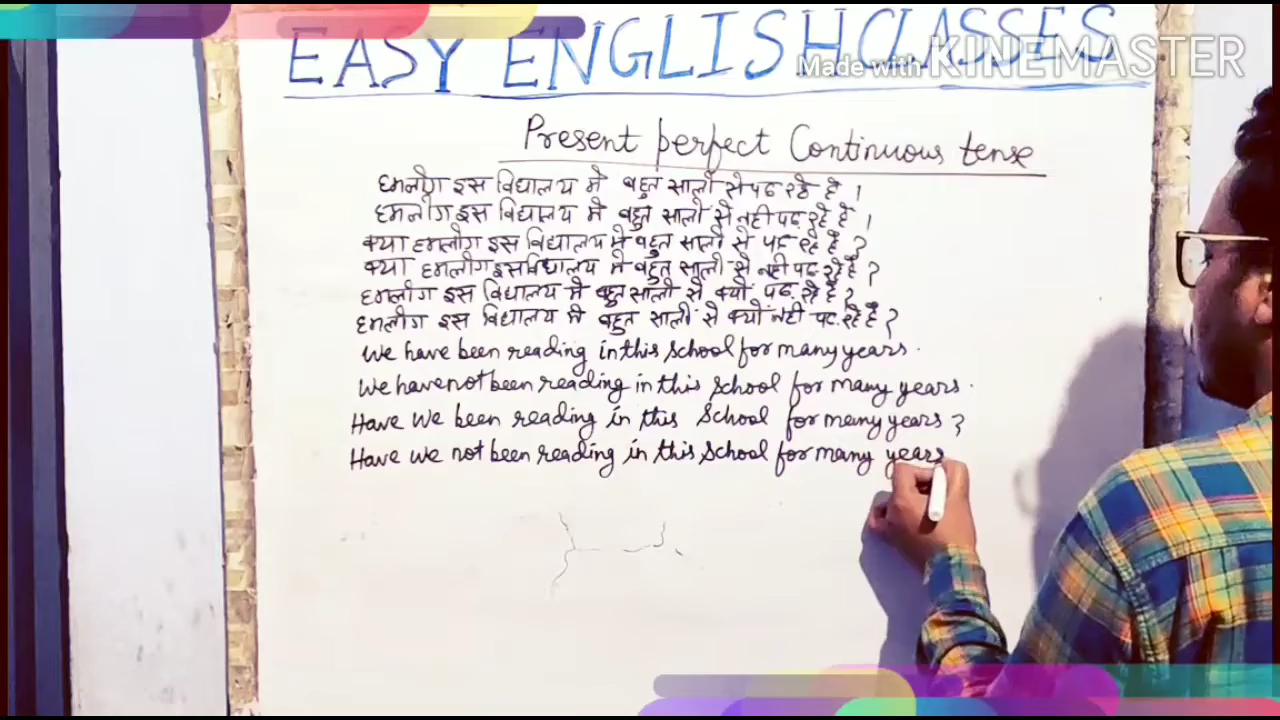 EASY ENGLISH CLASSES
Made with KINEMASTER
Present perfect Continuous tense
हमलोग इस विद्यालय मे बहुत सालो से पढ रहे है ।
हमलोग इस विद्यालय मे बहुत सालो से नही पढ़ रहे है ।
क्या हमलोग इस विद्यालय मे बहुत सालो से पढ़ रहे है ?
क्या हमलोग इस विद्यालय मे बहुत सालो से नही पढ़ रहे है ?
हमलोग इस विद्यालय मे बहुत सालो से क्यो पढ़ रहे है ?
हमलोग इस विद्यालय मे बहुत सालो से क्यो नही पढ़ रहे है ?
We have been reading in this school for many years.
We have not been reading in this school for many years.
Have We been reading in this School for many years ?
Have we not been reading in this school for many years